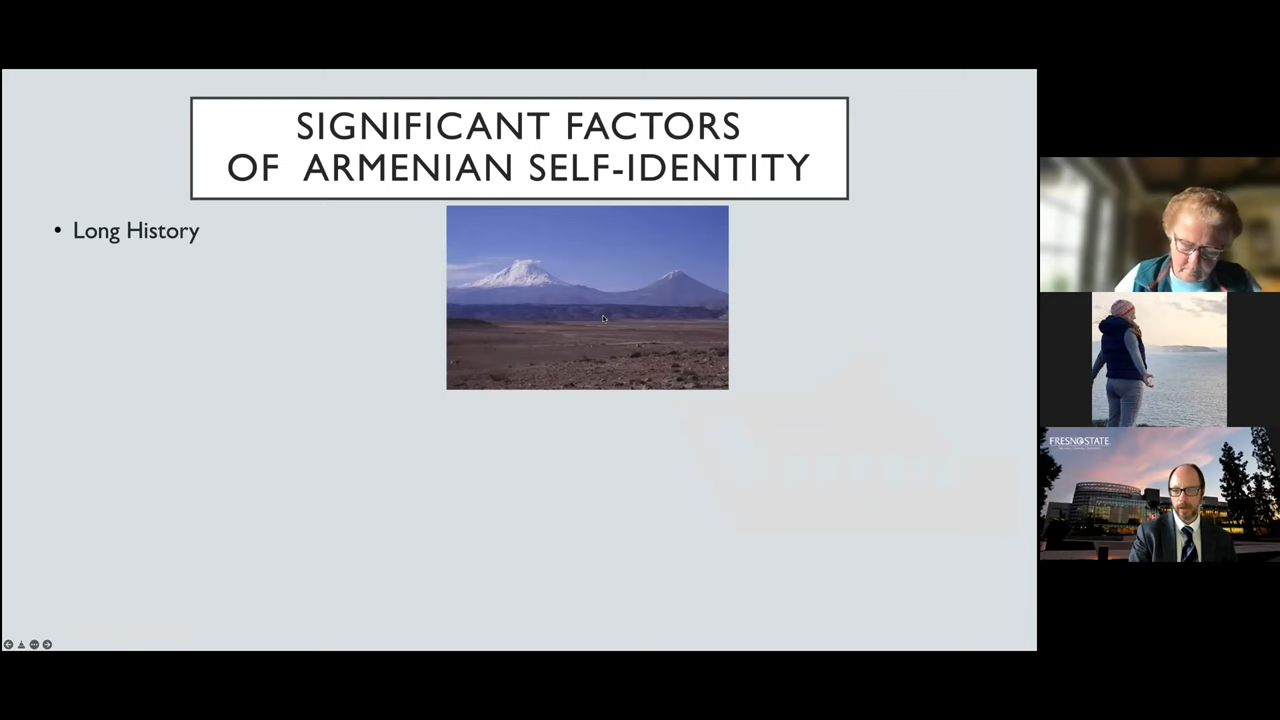 SIGNIFICANT FACTORS
OF ARMENIAN SELF-IDENTITY
• Long History
FRESNO STATE